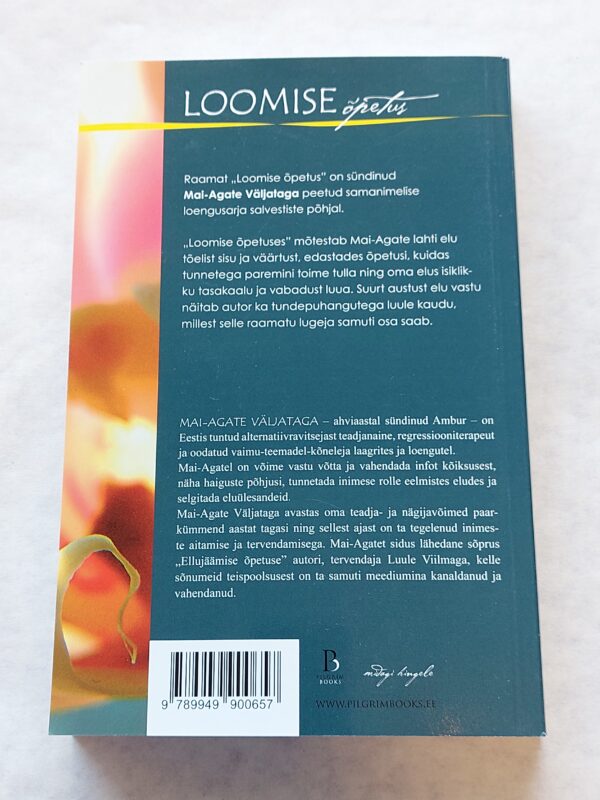 LOOMISE õpetus
Raamat „Loomise õpetus" on sündinud
Mai-Agate Väljataga peetud samanimelise
loengusarja salvestiste põhjal.
„Loomise õpetuses" mõtestab Mai-Agate lahti elu
tõelist sisu ja väärtust, edastades õpetusi, kuidas
tunnetega paremini toime tulla ning oma elus isiklik-
ku tasakaalu ja vabadust luua. Suurt austust elu vastu
näitab autor ka tundepuhangutega luule kaudu,
millest selle raamatu lugeja samuti osa saab.
MAI-AGATE VÄLJATAGA – ahviaastal sündinud Ambur – on
Eestis tuntud alternatiivravitsejast teadjanaine, regressiooniterapeut
ja oodatud vaimu-teemadel-kõneleja laagrites ja loengutel.
Mai-Agatel on võime vastu võtta ja vahendada infot kõiksusest,
näha haiguste põhjusi, tunnetada inimese rolle eelmistes eludes ja
selgitada eluülesandeid.
Mai-Agate Väljataga avastas oma teadja- ja nägijavõimed paar-
kümmend aastat tagasi ning sellest ajast on ta tegelenud inimes-
te aitamise ja tervendamisega. Mai-Agatet sidus lähedane sõprus
„Ellujäämise õpetuse" autori, tervendaja Luule Viilmaga, kelle
sõnumeid teispoolsusest on ta samuti meediumina kanaldanud ja
vahendanud.
9 789949 900657
PILGRIM
BOOKS
midagi hingele
WWW.PILGRIMBOOKS.EE